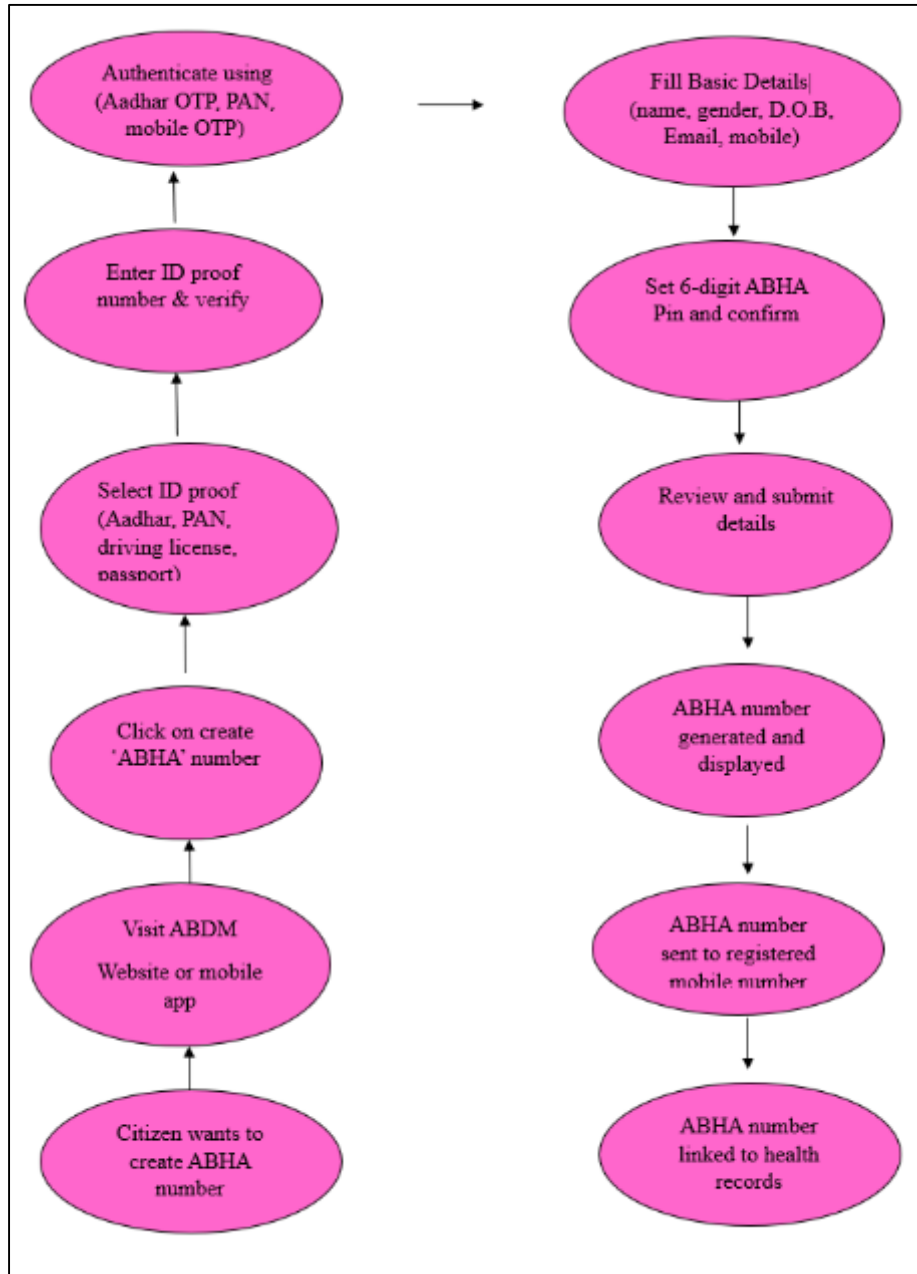 Authenticate using
(Aadhar OTP, PAN,
mobile OTP)
Enter ID proof
number & verify
Select ID proof
(Aadhar, PAN,
driving license,
passport)
Click on create
‘ABHA’ number
Visit ABDM
Website or mobile
app
Citizen wants to
create ABHA
number
Fill Basic Details
(name, gender, D.O.B,
Email, mobile)
Set 6-digit ABHA
Pin and confirm
Review and submit
details
ABHA number
generated and
displayed
ABHA number
sent to registered
mobile number
ABHA number
linked to health
records